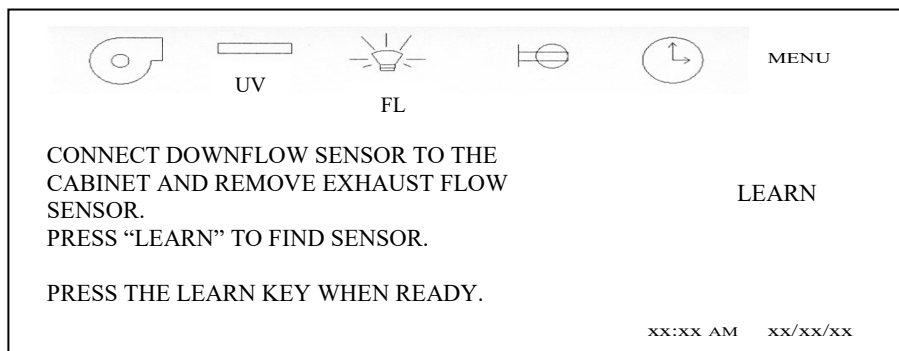 MENU
UV
FL
CONNECT DOWNFLOW SENSOR TO THE
CABINET AND REMOVE EXHAUST FLOW
SENSOR.
LEARN
PRESS “LEARN” TO FIND SENSOR.
PRESS THE LEARN KEY WHEN READY.
xx:xx AM xx/xx/xx